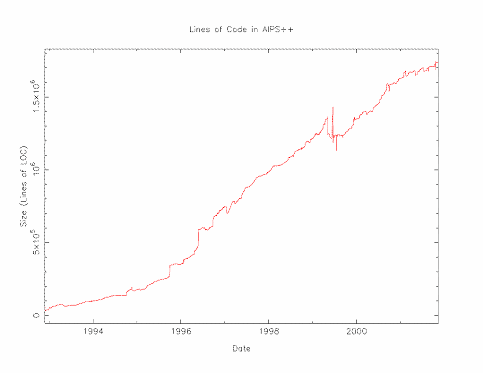 Lines of Code in AIPS++
Size (Lines of LOC)
1.5×10⁶
10⁶
5×10⁵
0
1994
1996
1998
2000
Date